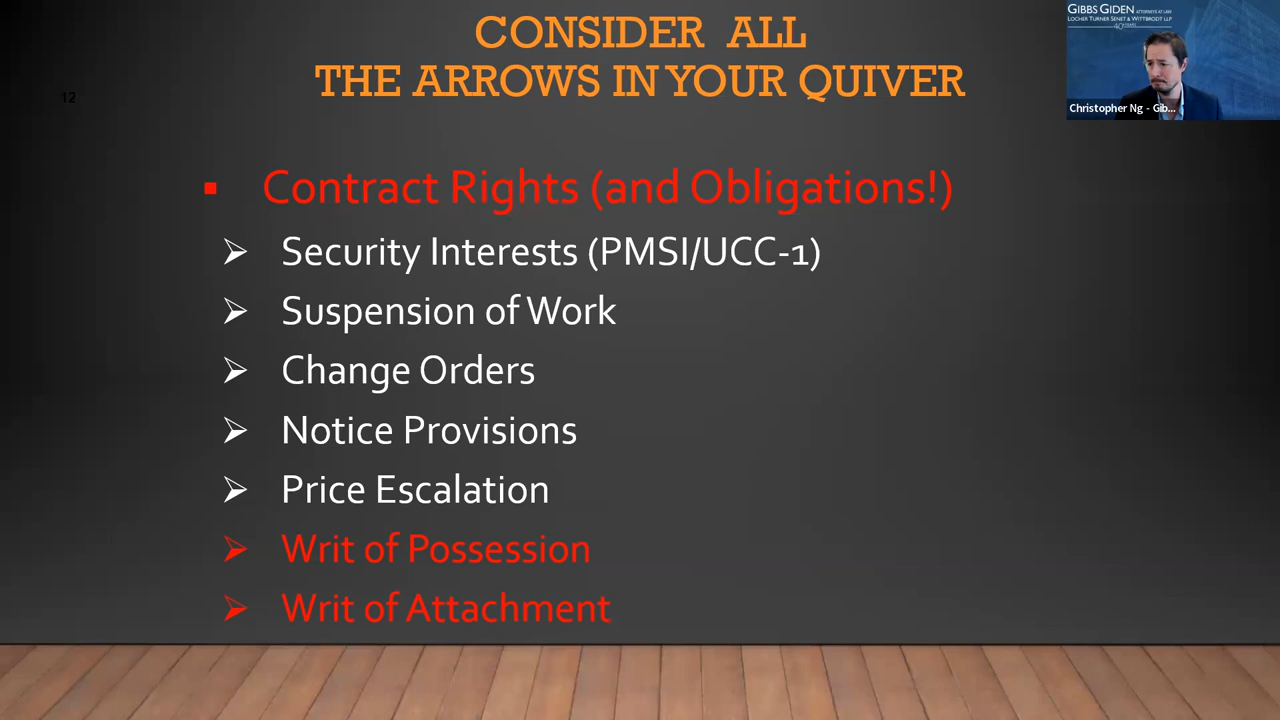 CONSIDER ALL
THE ARROWS IN YOUR QUIVER
12
GIBBS GIDEN ATTORNEYS AT LAW
LOCHER TURNER SENET & WITTBRODT LLP
40 YEARS
Christopher Ng - Gib...
▪ Contract Rights (and Obligations!)
➢ Security Interests (PMSI/UCC-1)
➢ Suspension of Work
➢ Change Orders
➢ Notice Provisions
➢ Price Escalation
➢ Writ of Possession
➢ Writ of Attachment